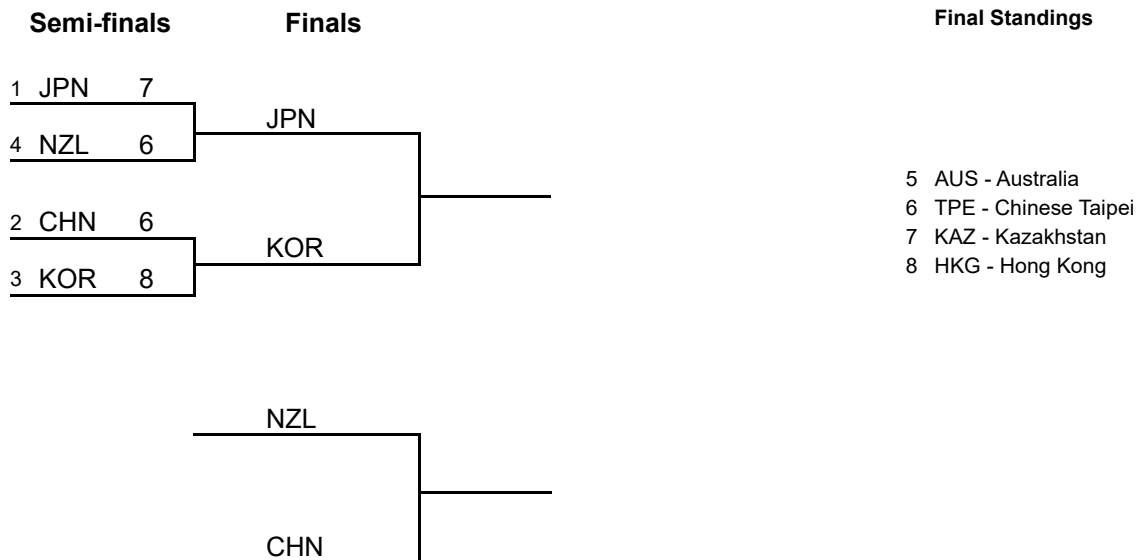 Semi-finals Finals Final Standings
1 JPN 7
JPN
4 NZL 6
5 AUS - Australia
6 TPE - Chinese Taipei
2 CHN 6
7 KAZ - Kazakhstan
KOR
8 HKG - Hong Kong
3 KOR 8
NZL
CHN